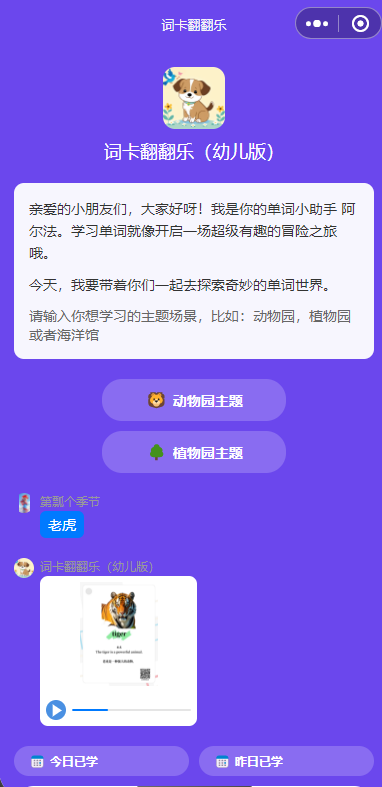 词卡翻翻乐
词卡翻翻乐（幼儿版）
亲爱的小朋友们，大家好呀！我是你的单词小助手 阿
尔法。学习单词就像开启一场超级有趣的冒险之旅
哦。
今天，我要带着你们一起去探索奇妙的单词世界。
请输入你想学习的主题场景，比如：动物园，植物园
或者海洋馆
动物园主题
植物园主题
第瓢个季节
老虎
词卡翻翻乐（幼儿版）
tiger
The tiger is a powerful animal.
今日已学
昨日已学